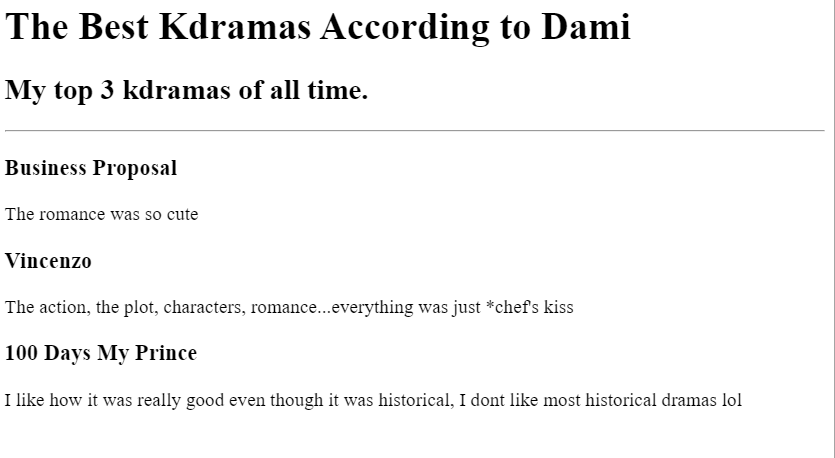 The Best Kdramas According to Dami
My top 3 kdramas of all time.
Business Proposal
The romance was so cute
Vincenzo
The action, the plot, characters, romance...everything was just *chef's kiss
100 Days My Prince
I like how it was really good even though it was historical, I dont like most historical dramas lol